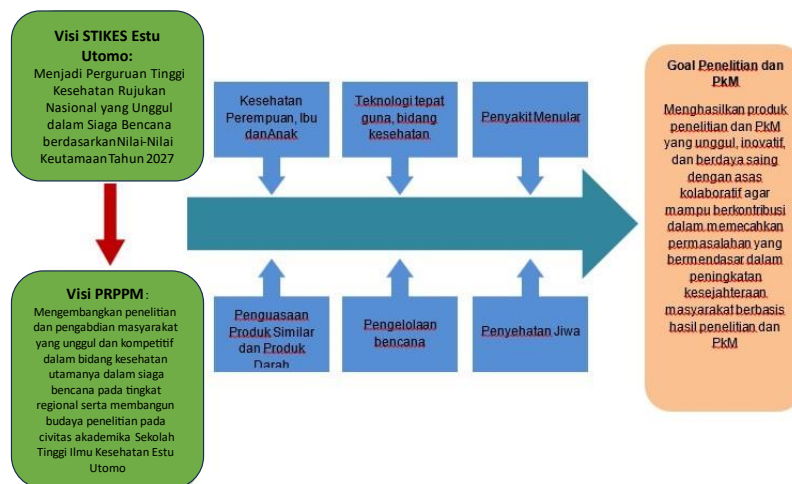 Visi STIKES Estu
Utomo:
Menjadi Perguruan Tinggi
Kesehatan Rujukan
Nasional yang Unggul
dalam Siaga Bencana
berdasarkanNilai-Nilai
KeutamaanTahun 2027
Visi PRPPM:
Mengembangkan penelitian
dan pengabdian masyarakat
yang unggul dan kompetitif
dalam bidang kesehatan
utamanya dalam siaga
bencana pada tingkat
regional serta membangun
budaya penelitian pada
civitas akademika Sekolah
Tinggi Ilmu Kesehatan Estu
Utomo
Kesehatan
Perempuan, Ibu
danAnak
Teknologi tepat
guna, bidang
kesehatan
Penyakit Menular
Penguasaan
Produk Similar
dan Produk
Darah
Pengelolaan
bencana
Penyehatan Jiwa
Goal Penelitian dan
PkM
Menghasilkan produk
penelitian dan PkM
yang unggul, inovatif,
dan berdaya saing
dengan asas
kolaboratif agar
mampu berkontribusi
dalam memecahkan
permasalahan yang
bermendasar dalam
peningkatan
kesejahteraan
masyarakat berbasis
hasil penelitian dan
PkM